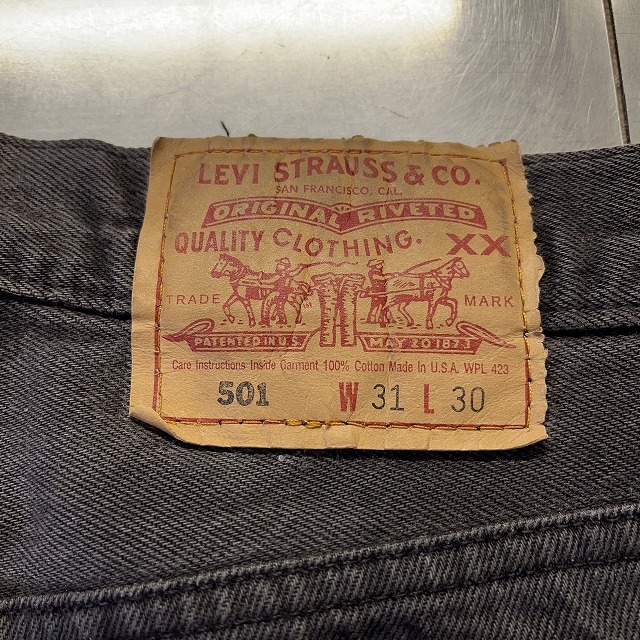 LEVI STRAUSS & CO.
SAN FRANCISCO, CAL.
ORIGINAL RIVETED
QUALITY CLOTHING. XX
TRADE MARK
PATENTED IN U.S. MAY 20 1873
Care Instructions Inside Garment 100% Cotton Made in U.S.A. WPL 423
501 W 31 L 30